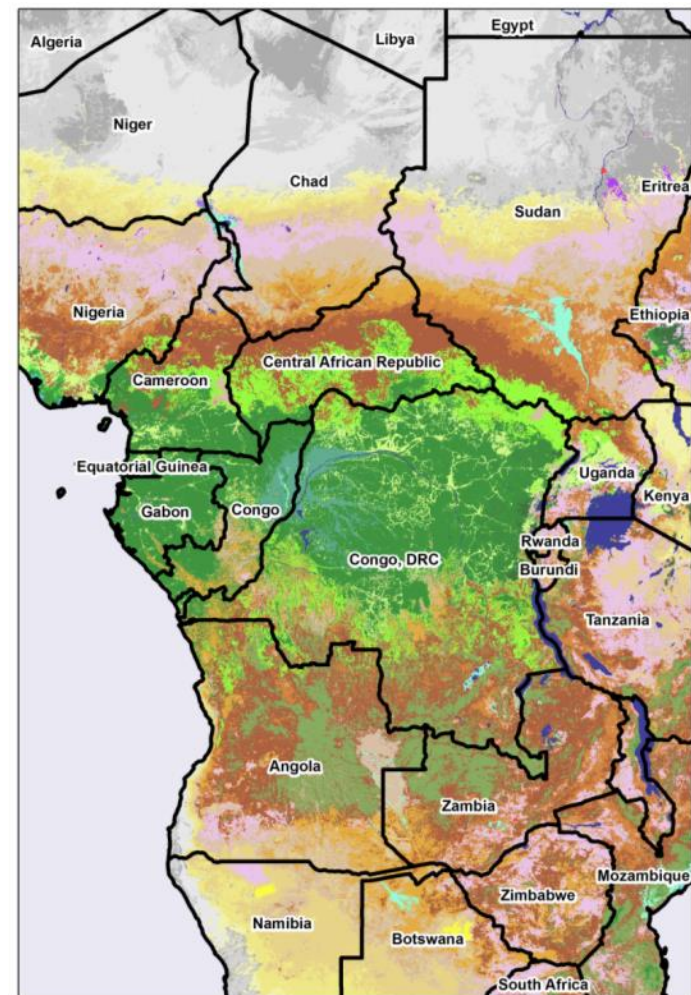 Egypt
Algeria
Libya
Niger
Chad
Eritrea
Sudan
Nigeria
Ethiopia
Central African Republic
Cameroon
Equatorial Guinea
Uganda
Kenya
Gabon
Congo
Rwanda
Congo, DRC
Burundi
Tanzania
Angola
Zambia
Mozambique
Zimbabwe
Namibia
Botswana
South Africa